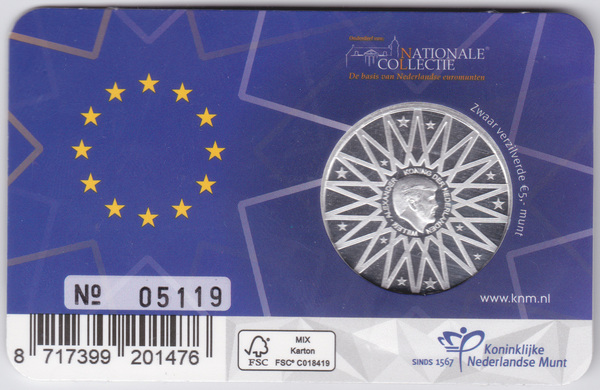 Onderdeel van:
NATIONALE
COLLECTIE
De basis van Nederlandse euromunten
Zwaar verzilverde €5,- munt
WILLEM-ALEXANDER KONING DER NEDERLANDEN
Nº 05119
www.knm.nl
8 717399 201476
FSC
MIX
Karton
FSC® C018419
SINDS 1567
Koninklijke
Nederlandse Munt